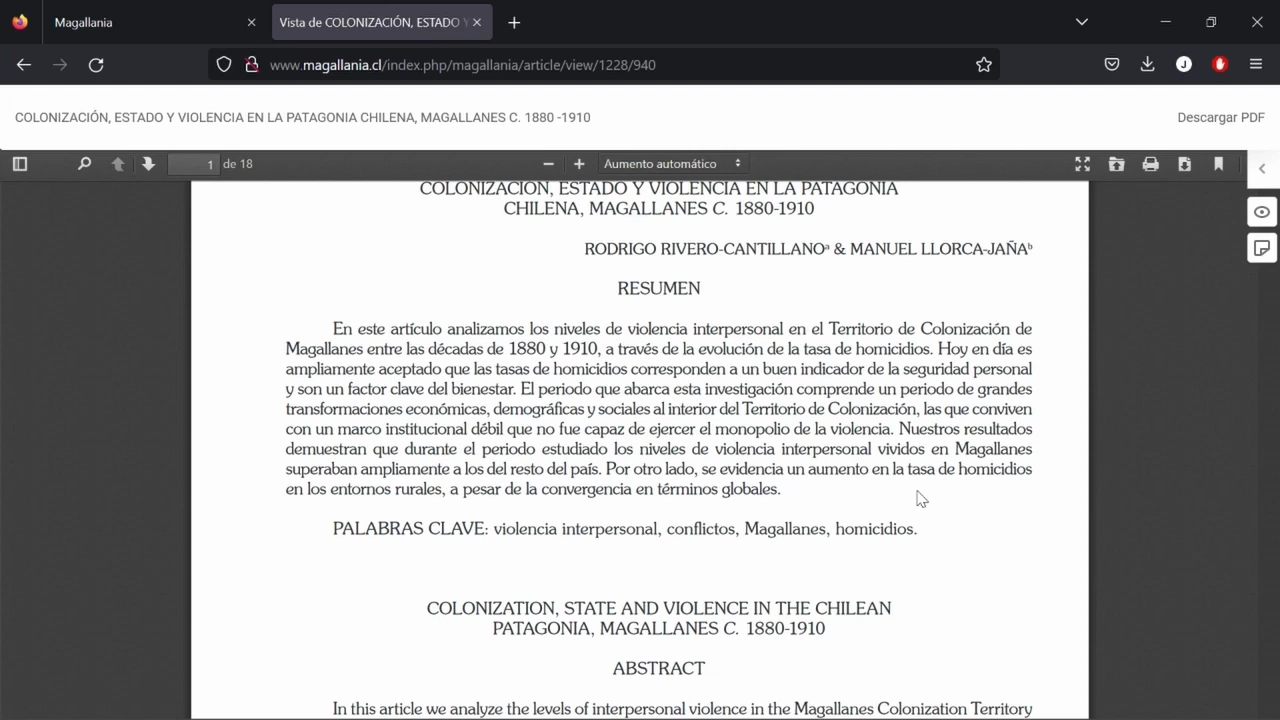 Magallania
Vista de COLONIZACIÓN, ESTADO Y
www.magallania.cl/index.php/magallania/article/view/1228/940
J
COLONIZACIÓN, ESTADO Y VIOLENCIA EN LA PATAGONIA CHILENA, MAGALLANES C. 1880 -1910
Descargar PDF
1 de 18
Aumento automático
COLONIZACIÓN, ESTADO Y VIOLENCIA EN LA PATAGONIA
CHILENA, MAGALLANES C. 1880-1910
RODRIGO RIVERO-CANTILLANOᵃ & MANUEL LLORCA-JAÑAᵇ
RESUMEN
En este artículo analizamos los niveles de violencia interpersonal en el Territorio de Colonización de
Magallanes entre las décadas de 1880 y 1910, a través de la evolución de la tasa de homicidios. Hoy en día es
ampliamente aceptado que las tasas de homicidios corresponden a un buen indicador de la seguridad personal
y son un factor clave del bienestar. El periodo que abarca esta investigación comprende un periodo de grandes
transformaciones económicas, demográficas y sociales al interior del Territorio de Colonización, las que conviven
con un marco institucional débil que no fue capaz de ejercer el monopolio de la violencia. Nuestros resultados
demuestran que durante el periodo estudiado los niveles de violencia interpersonal vividos en Magallanes
superaban ampliamente a los del resto del país. Por otro lado, se evidencia un aumento en la tasa de homicidios
en los entornos rurales, a pesar de la convergencia en términos globales.
PALABRAS CLAVE: violencia interpersonal, conflictos, Magallanes, homicidios.
COLONIZATION, STATE AND VIOLENCE IN THE CHILEAN
PATAGONIA, MAGALLANES C. 1880-1910
ABSTRACT
In this article we analyze the levels of interpersonal violence in the Magallanes Colonization Territory